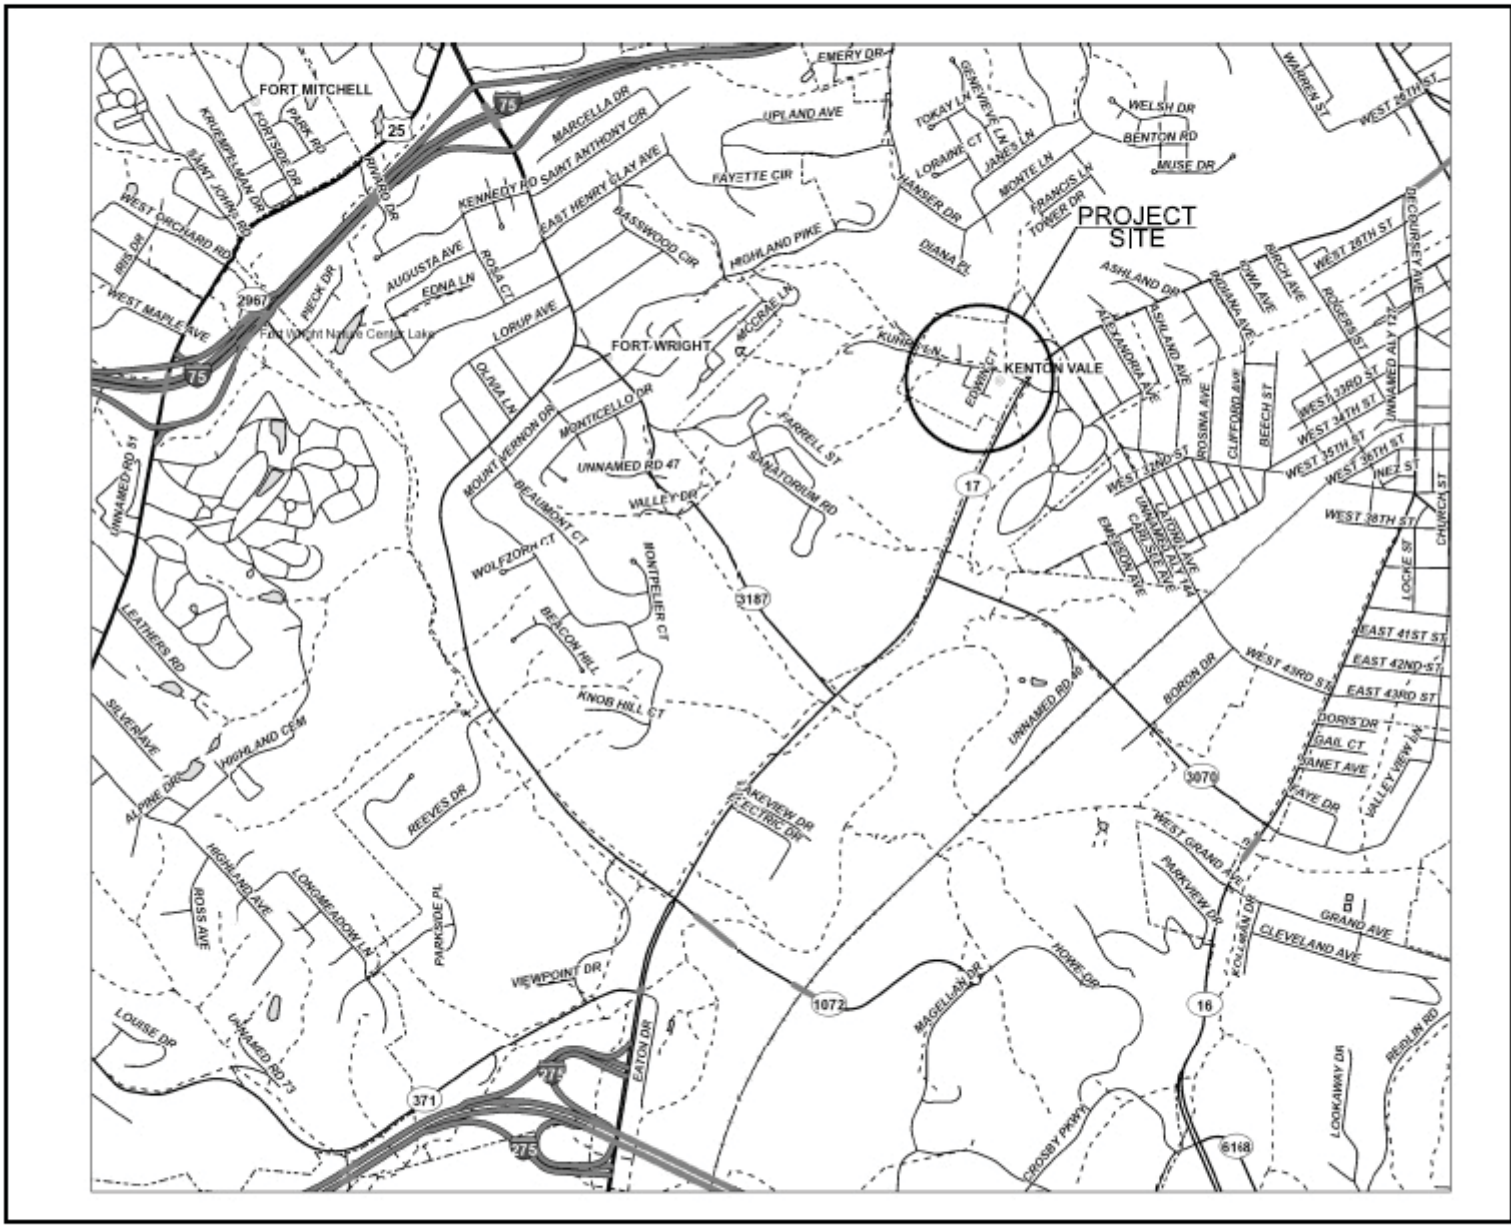 EMERY DR
FORT MITCHELL
GENEVIEVE LN
WARREN ST
WEST 26TH ST
75
MARCELLA DR
TOKAY LN
WELSH DR
UPLAND AVE
KRUEMPELMAN DR
FORTSIDE DR
PARK RD
25
SAINT ANTHONY CIR
BENTON RD
LORAINE CT
JANES LN
MUSE DR
SAINT JOHNS RD
RIVARD DR
KENNEDY RD
EAST HENRY CLAY AVE
FAYETTE CIR
HANSER DR
MONTE LN
FRANCIS LN
TOWER DR
DECOURSEY AVE
WEST ORCHARD RD
IRIS DR
BASSWOOD CIR
HIGHLAND PIKE
DIANA PL
PROJECT
SITE
WEST 28TH ST
AUGUSTA AVE
EDNA LN
ROSA CT
ASHLAND DR
INDIANA AVE
IOWA AVE
BIRCH AVE
ROGERS ST
2967
PIECK DR
WEST MAPLE AVE
Fort Wright Nature Center Lake
LORUP AVE
FORT WRIGHT
MCCRAE LN
KUHRS LN
KENTON VALE
EDWIN CT
ALEXANDRIA AVE
ASHLAND AVE
UNNAMED ALY 127
75
OLIVIA LN
MONTICELLO DR
MOUNT VERNON DR
FARRELL ST
ROSINA AVE
CLIFFORD AVE
BEECH ST
WEST 33RD ST
WEST 34TH ST
WEST 35TH ST
WEST 36TH ST
INEZ ST
UNNAMED RD 51
UNNAMED RD 47
SANATORIUM RD
WEST 32ND ST
17
BEAUMONT CT
VALLEY DR
LATONIA AVE
UNNAMED ALY 144
CARLISLE AVE
EMERSON AVE
WEST 38TH ST
CHURCH ST
WOLFZORN CT
MONTPELIER CT
LOCKE ST
3187
LEATHERS RD
BEACON HILL
EAST 41ST ST
EAST 42ND ST
EAST 43RD ST
WEST 43RD ST
BORON DR
UNNAMED RD 40
KNOB HILL CT
SILVER AVE
HIGHLAND CEM
DORIS DR
GAIL CT
JANET AVE
VALLEY VIEW LN
3070
FAYE DR
ALPINE DR
REEVES DR
LAKEVIEW DR
ELECTRIC DR
WEST GRAND AVE
PARKVIEW DR
HIGHLAND AVE
LONGMEADOW LN
ROSS AVE
PARKSIDE PL
KOLLMAN DR
GRAND AVE
CLEVELAND AVE
VIEWPOINT DR
HOWE DR
MAGELLAN DR
1072
16
LOUISE DR
UNNAMED RD 73
EATON DR
REIDLIN RD
275
371
LOOKAWAY DR
CROSBY PKWY
275
6168